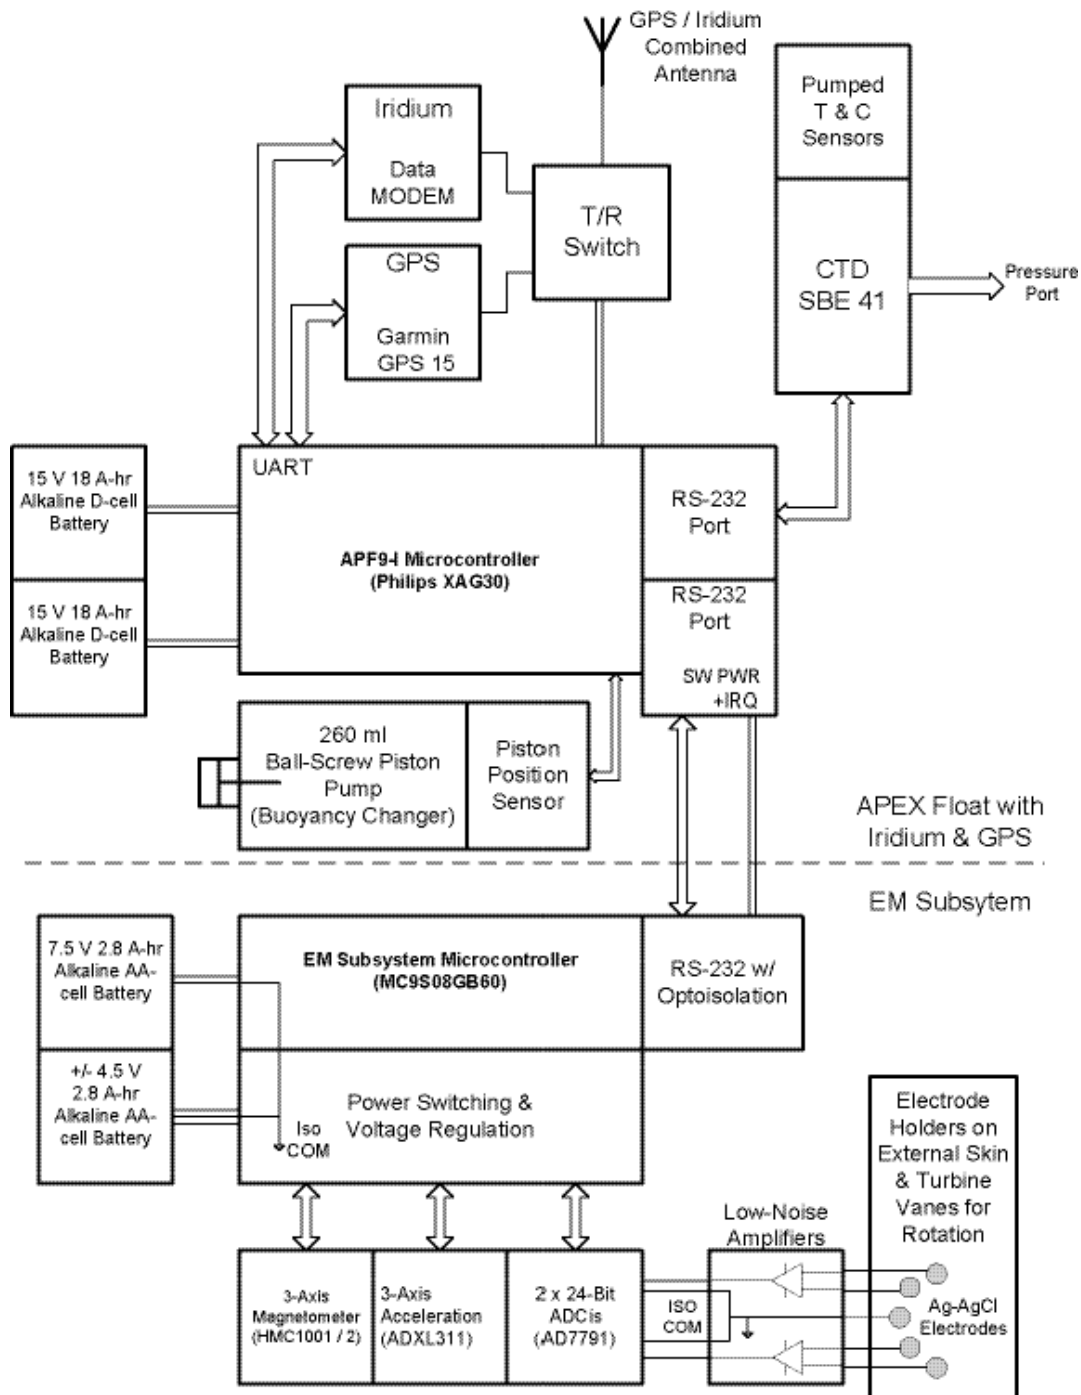 GPS / Iridium
Combined
Antenna
Iridium
Data
MODEM
T/R
Switch
GPS
Garmin
GPS 15
Pumped
T & C
Sensors
CTD
SBE 41
Pressure
Port
15 V 18 A-hr
Alkaline D-cell
Battery
15 V 18 A-hr
Alkaline D-cell
Battery
UART
APF9-I Microcontroller
(Philips XAG30)
RS-232
Port
RS-232
Port
SW PWR
+IRQ
260 ml
Ball-Screw Piston
Pump
(Buoyancy Changer)
Piston
Position
Sensor
APEX Float with
Iridium & GPS
EM Subsytem
7.5 V 2.8 A-hr
Alkaline AA-
cell Battery
+/- 4.5 V
2.8 A-hr
Alkaline AA-
cell Battery
EM Subsystem Microcontroller
(MC9S08GB60)
RS-232 w/
Optoisolation
Power Switching &
Voltage Regulation
Iso
COM
3-Axis
Magnetometer
(HMC1001 / 2)
3-Axis
Acceleration
(ADXL311)
2 x 24-Bit
ADCis
(AD7791)
Low-Noise
Amplifiers
ISO
COM
Electrode
Holders on
External Skin
& Turbine
Vanes for
Rotation
Ag-AgCl
Electrodes